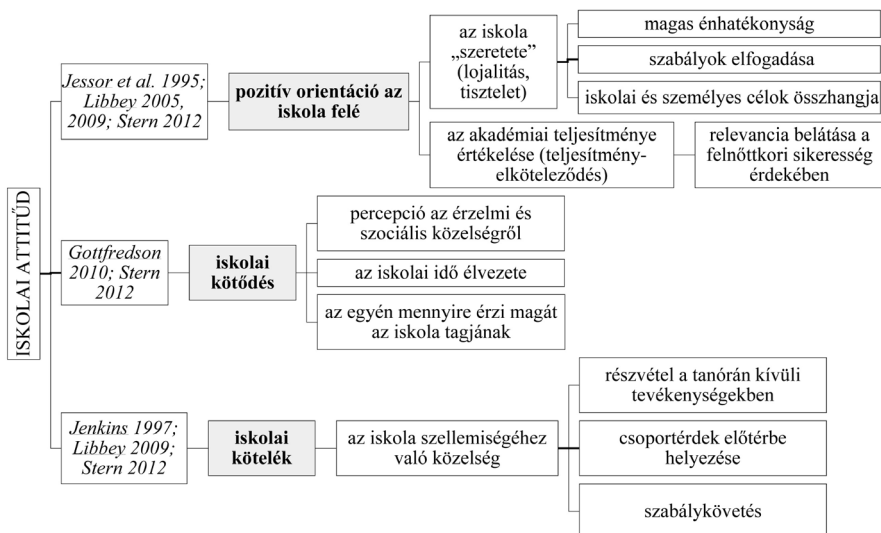 ISKOLAI ATTITŰD
Jessor et al. 1995;
Libbey 2005,
2009; Stern 2012
pozitív orientáció az
iskola felé
az iskola
„szeretete”
(lojalitás,
tisztelet)
magas énhatékonyság
szabályok elfogadása
iskolai és személyes célok összhangja
az akadémiai teljesítménye
értékelése (teljesítmény-
elköteleződés)
relevancia belátása a
felnőttkori sikeresség
érdekében
Gottfredson
2010; Stern
2012
iskolai
kötődés
percepció az érzelmi és
szociális közelségről
az iskolai idő élvezete
az egyén mennyire érzi magát
az iskola tagjának
Jenkins 1997;
Libbey 2009;
Stern 2012
iskolai
kötelék
az iskola szellemiségéhez
való közelség
részvétel a tanórán kívüli
tevékenységekben
csoportérdek előtérbe
helyezése
szabálykövetés